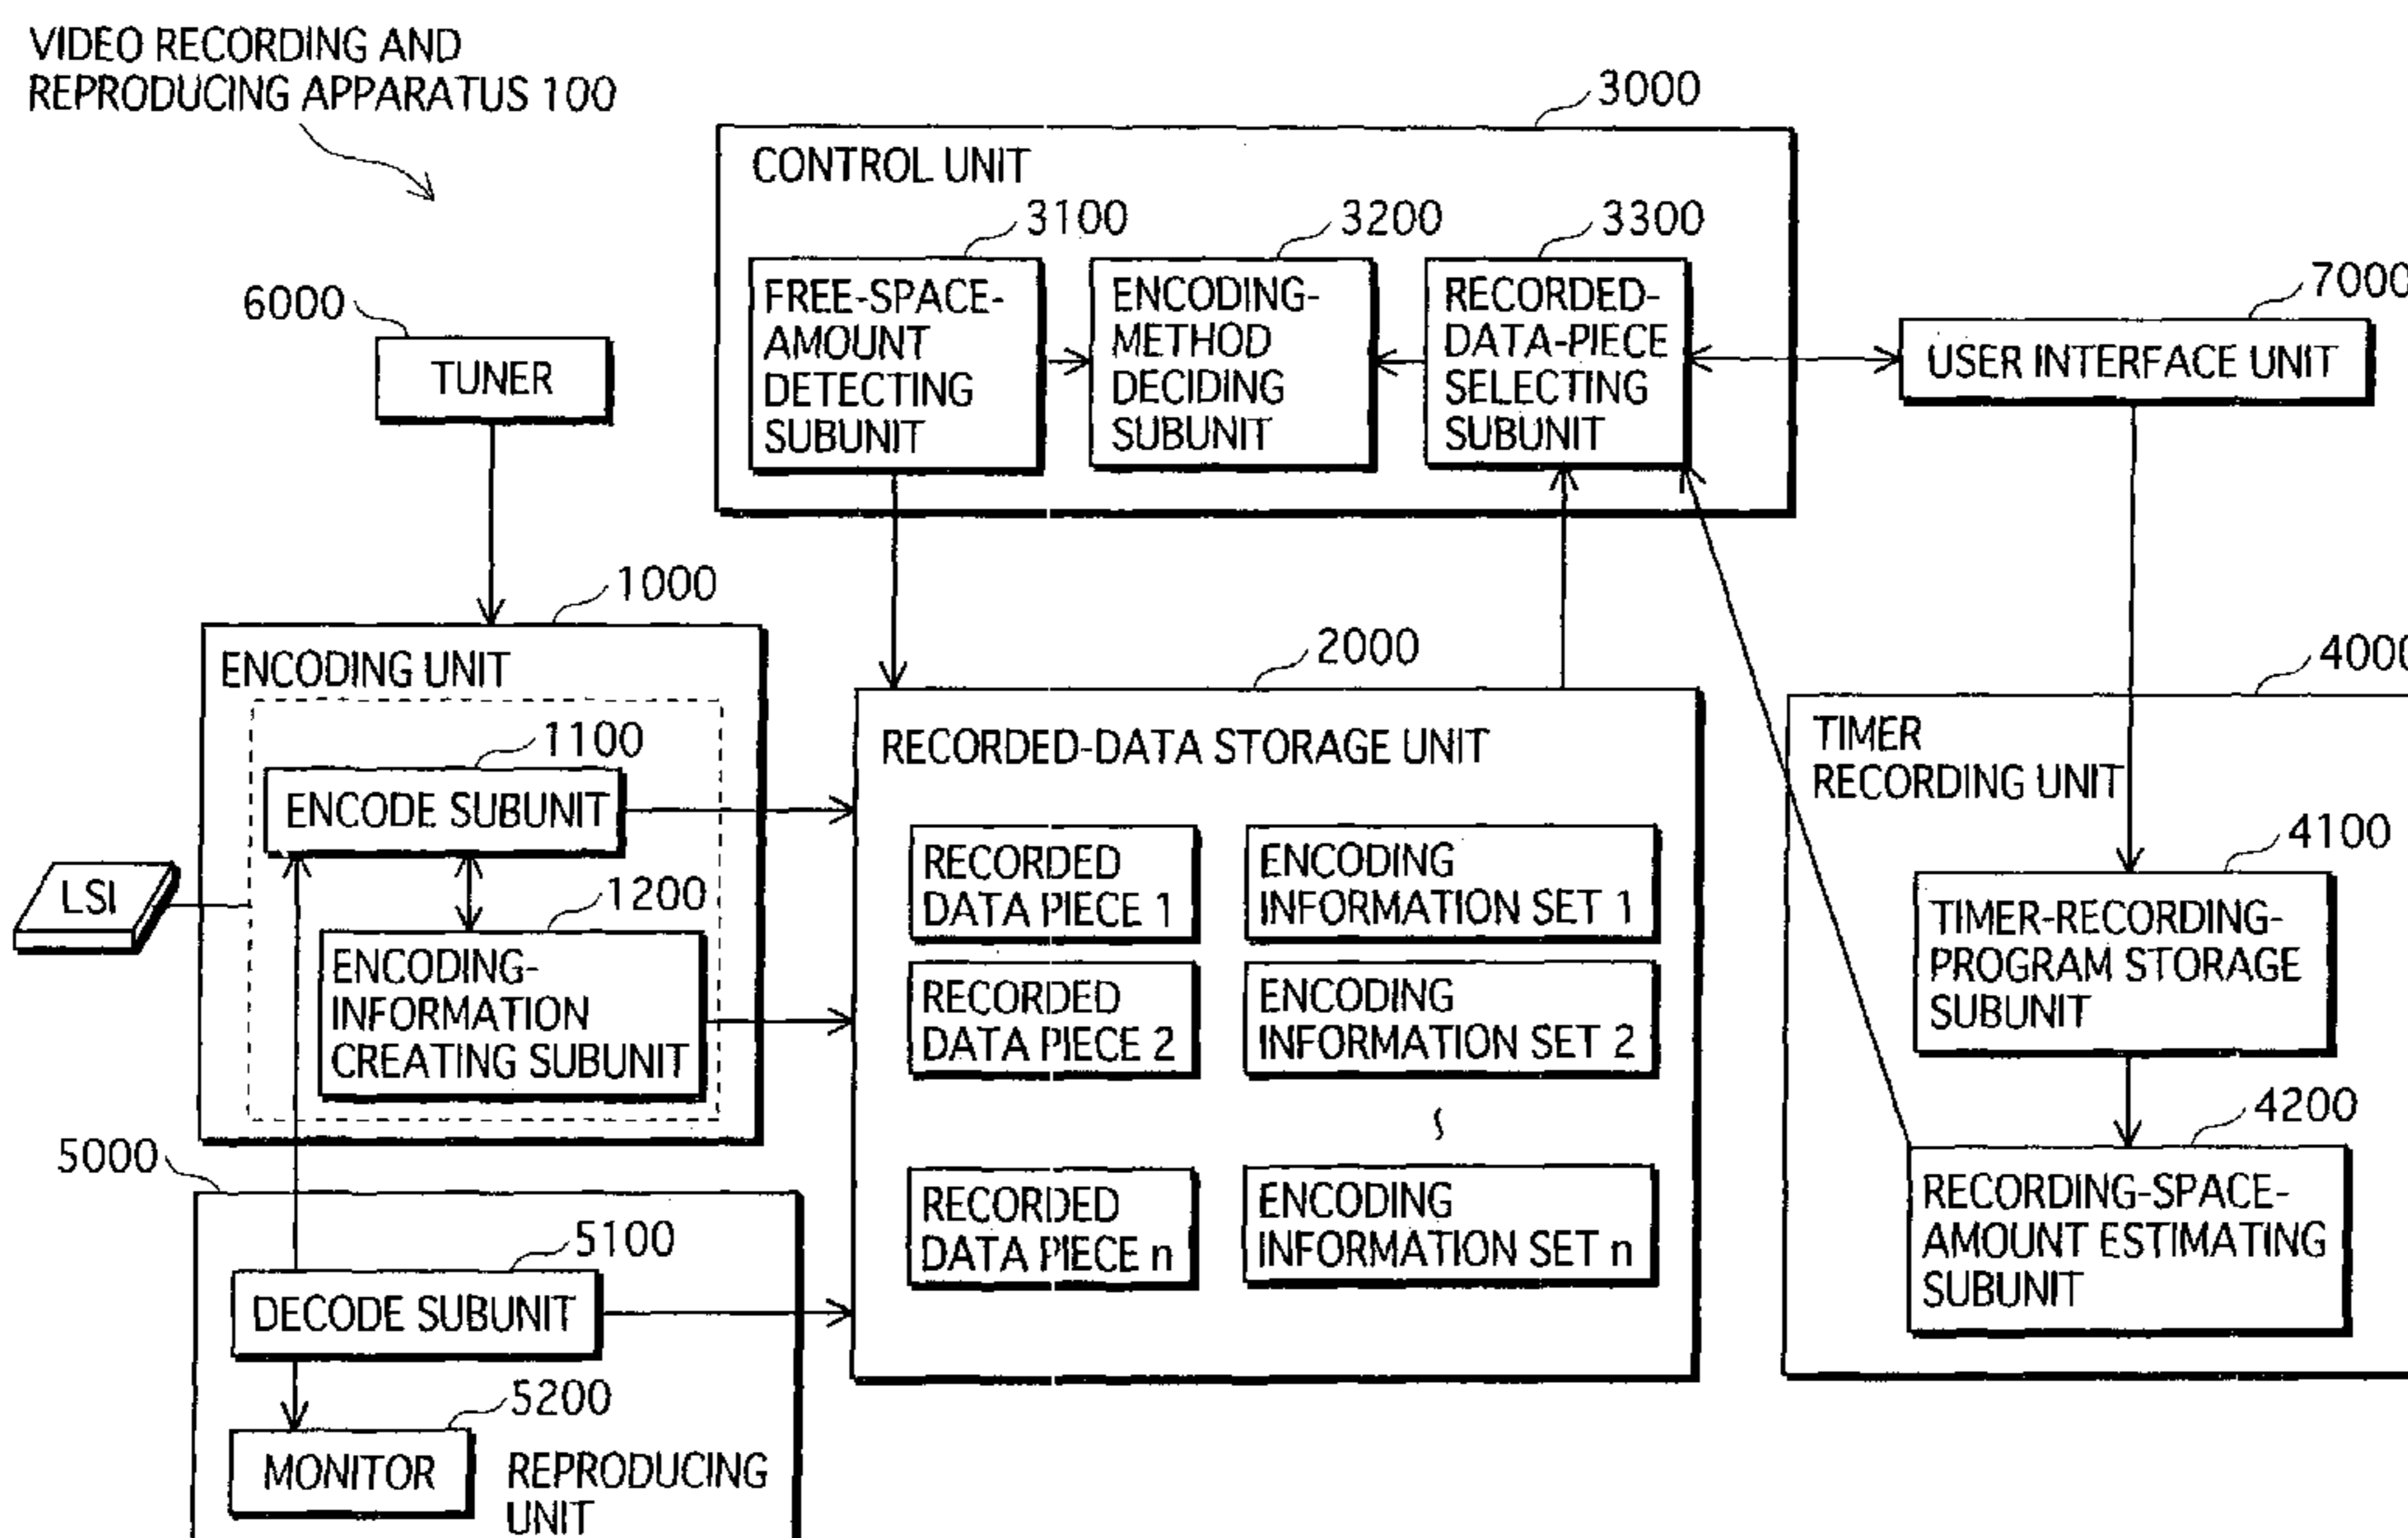 VIDEO RECORDING AND
REPRODUCING APPARATUS 100
3000
CONTROL UNIT
3100
3200
3300
FREE-SPACE-
AMOUNT
DETECTING
SUBUNIT
ENCODING-
METHOD
DECIDING
SUBUNIT
RECORDED-
DATA-PIECE
SELECTING
SUBUNIT
7000
USER INTERFACE UNIT
6000
TUNER
1000
ENCODING UNIT
1100
ENCODE SUBUNIT
LSI
1200
ENCODING-
INFORMATION
CREATING SUBUNIT
2000
RECORDED-DATA STORAGE UNIT
RECORDED
DATA PIECE 1
ENCODING
INFORMATION SET 1
RECORDED
DATA PIECE 2
ENCODING
INFORMATION SET 2
RECORDED
DATA PIECE n
ENCODING
INFORMATION SET n
4000
TIMER
RECORDING UNIT
4100
TIMER-RECORDING-
PROGRAM STORAGE
SUBUNIT
4200
RECORDING-SPACE-
AMOUNT ESTIMATING
SUBUNIT
5000
5100
DECODE SUBUNIT
5200
MONITOR
REPRODUCING
UNIT